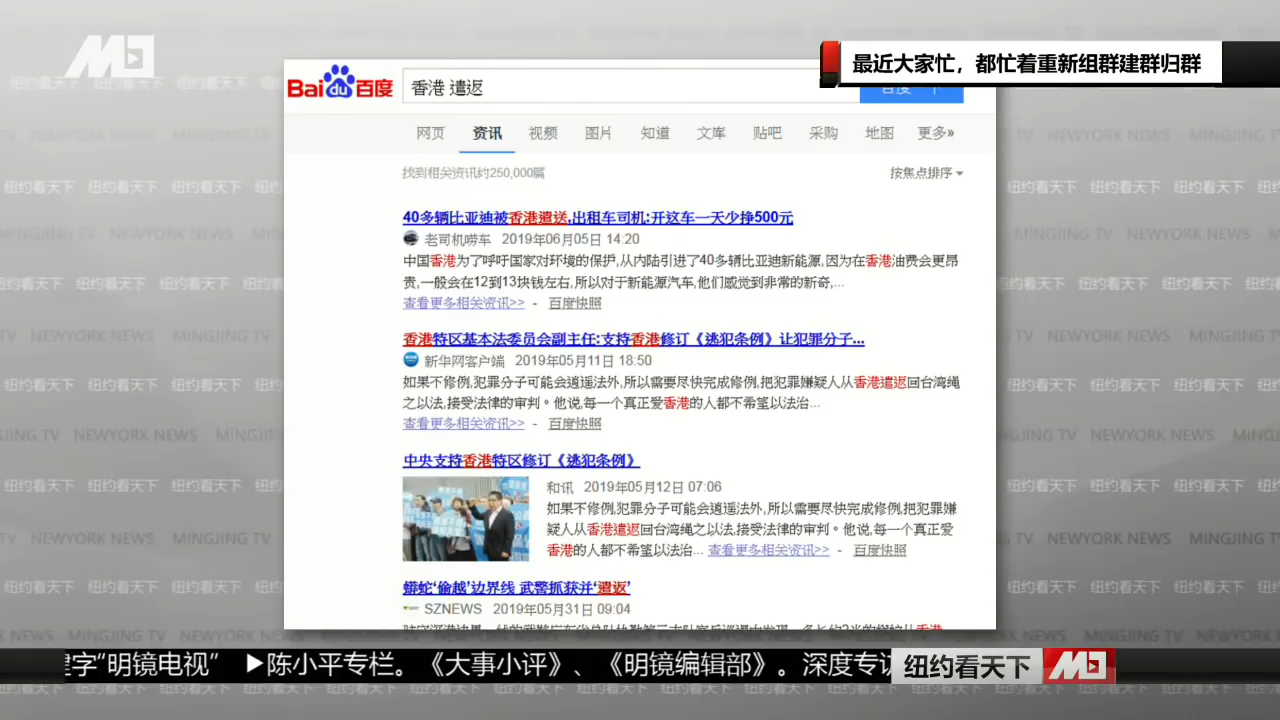 最近大家忙，都忙着重新组群建群归群
Bai du 百度
香港 遣返
网页 资讯 视频 图片 知道 文库 贴吧 采购 地图 更多»
找到相关资讯约250,000篇 按焦点排序
40多辆比亚迪被香港遣送,出租车司机:开这车一天少挣500元
老司机唠车 2019年06月05日 14:20
中国香港为了呼吁国家对环境的保护,从内陆引进了40多辆比亚迪新能源,因为在香港油费会更昂
贵,一般会在12到13块钱左右,所以对于新能源汽车,他们感觉到非常的新奇,...
查看更多相关资讯>> - 百度快照
香港特区基本法委员会副主任:支持香港修订《逃犯条例》让犯罪分子...
新华网客户端 2019年05月11日 18:50
如果不修例,犯罪分子可能会逍遥法外,所以需要尽快完成修例,把犯罪嫌疑人从香港遣返回台湾绳
之以法,接受法律的审判。他说,每一个真正爱香港的人都不希望以法治...
查看更多相关资讯>> - 百度快照
中央支持香港特区修订《逃犯条例》
和讯 2019年05月12日 07:06
如果不修例,犯罪分子可能会逍遥法外,所以需要尽快完成修例,把犯罪嫌
疑人从香港遣返回台湾绳之以法,接受法律的审判。他说,每一个真正爱
香港的人都不希望以法治... 查看更多相关资讯>> - 百度快照
蟒蛇‘偷越’边界线 武警抓获并‘遣返’
SZNEWS 2019年05月31日 09:04
字“明镜电视” ▶陈小平专栏。《大事小评》、《明镜编辑部》。深度专访
纽约看天下
纽约看天下 MINGJING TV NEWYORK NEWS